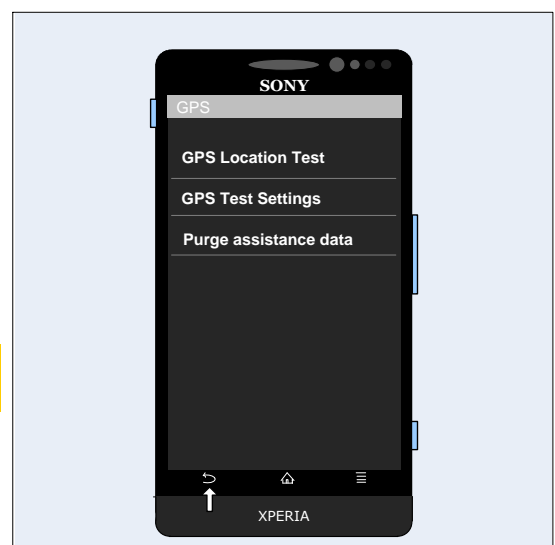 SONY
GPS
GPS Location Test
GPS Test Settings
Purge assistance data
XPERIA